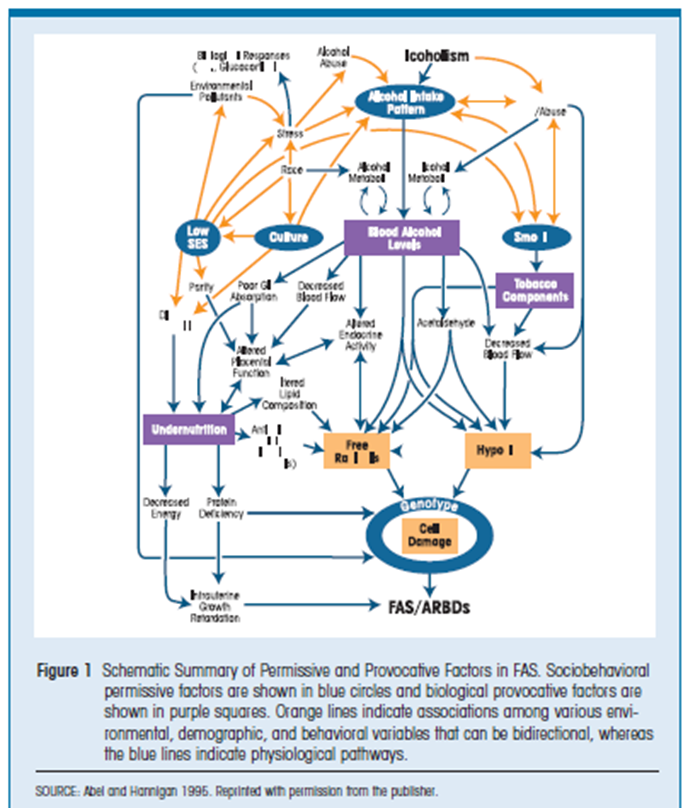 Responses
Alcohol
Abuse
Environmental
Pollutants
Alcohol Intake
Pattern
/Abuse
Stress
Race
Alcohol
Low
SES
Culture
Blood Alcohol
Levels
Tobacco
Components
Parity
Poor GI
Absorption
Decreased
Blood Flow
Altered
Endocrine
Activity
Acetaldehyde
Decreased
Blood Flow
Altered
Placental
Function
Lipid
Composition
Undernutrition
Free
Decreased
Energy
Protein
Deficiency
Genotype
Cell
Damage
Intrauterine
Growth
Retardation
FAS/ARBDs
Figure 1 Schematic Summary of Permissive and Provocative Factors in FAS. Sociobehavioral
permissive factors are shown in blue circles and biological provocative factors are
shown in purple squares. Orange lines indicate associations among various envi-
ronmental, demographic, and behavioral variables that can be bidirectional, whereas
the blue lines indicate physiological pathways.
SOURCE: Abel and Hannigan 1995. Reprinted with permission from the publisher.